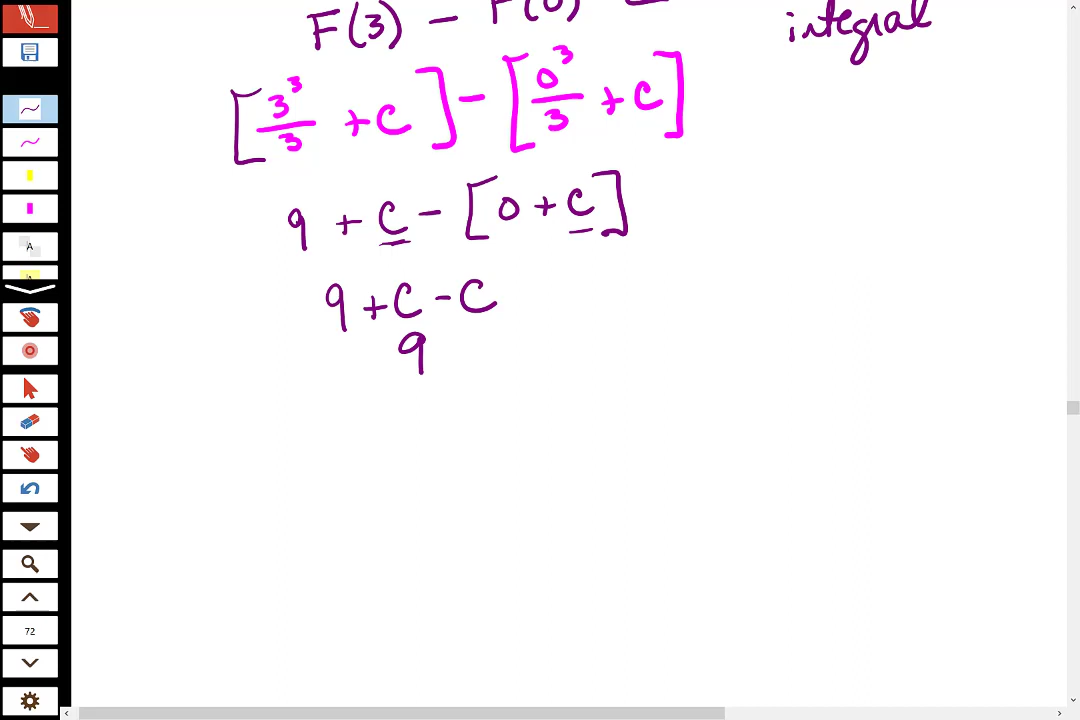 F(3) - F(0)
integral
[3³/3 + C] - [0³/3 + C]
9 + C - [0 + C]
9 + C - C
9
A
72